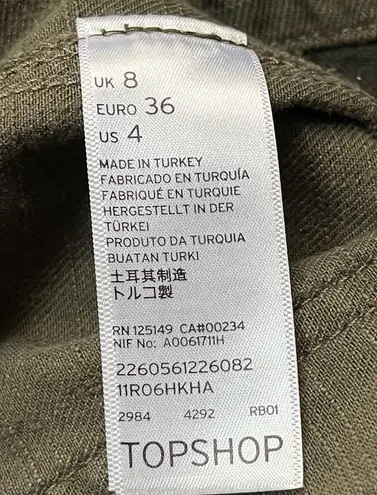 UK 8
EURO 36
US 4
MADE IN TURKEY
FABRICADO EN TURQUÍA
FABRIQUÉ EN TURQUIE
HERGESTELLT IN DER
TÜRKEI
PRODUTO DA TURQUIA
BUATAN TURKI
土耳其制造
トルコ製
RN 125149 CA#00234
NIF No: A0061711H
2260561226082
11R06HKHA
2984 4292 RB01
TOPSHOP